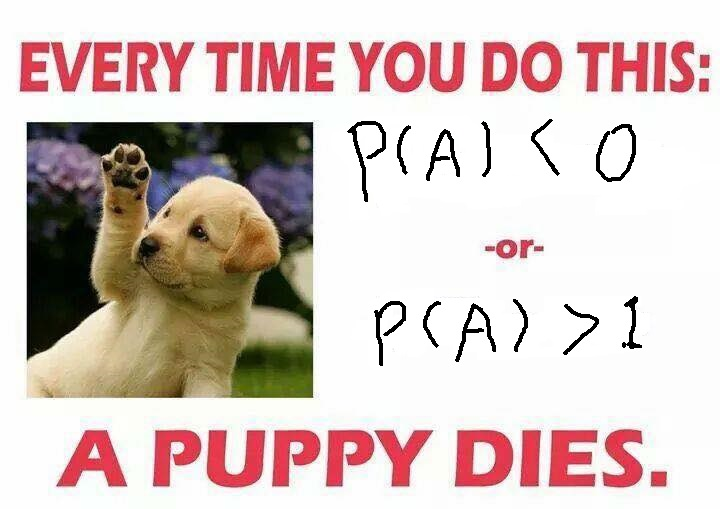 EVERY TIME YOU DO THIS:
P(A) < 0
-or-
P(A) > 1
A PUPPY DIES.